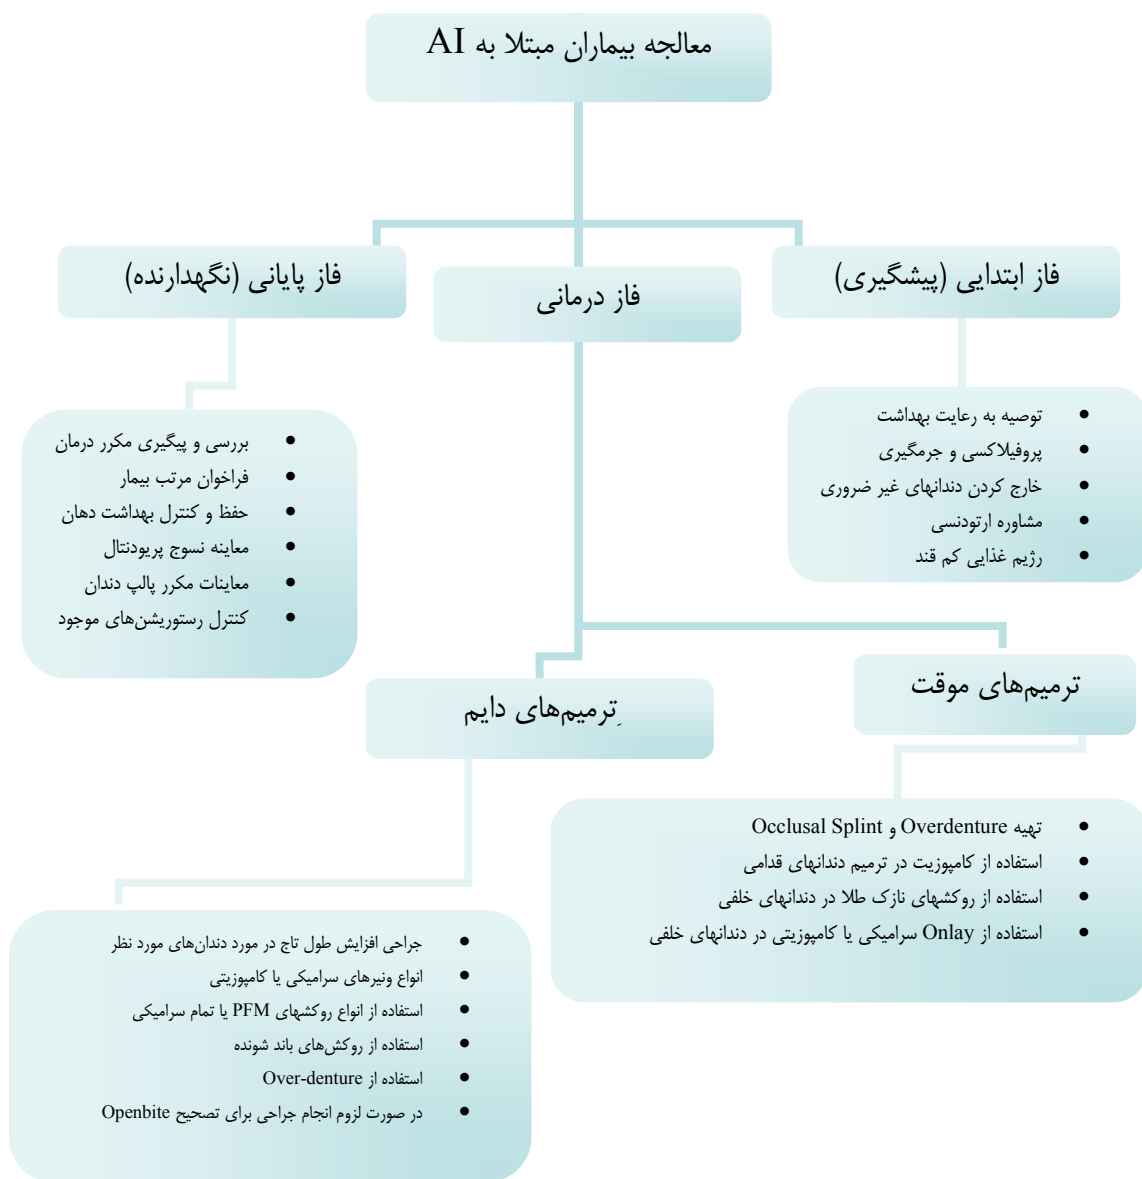 معالجه بیماران مبتلا به AI
فاز ابتدایی (پیشگیری)
فاز درمانی
فاز پایانی (نگهدارنده)
• توصیه به رعایت بهداشت
• پروفیلاکسی و جرمگیری
• خارج کردن دندانهای غیر ضروری
• مشاوره ارتودنسی
• رژیم غذایی کم قند
• بررسی و پیگیری مکرر درمان
• فراخوان مرتب بیمار
• حفظ و کنترل بهداشت دهان
• معاینه نسوج پریودنتال
• معاینات مکرر پالپ دندان
• کنترل رستوریشن‌های موجود
ترمیم‌های موقت
ِترمیم‌های دایم
• تهیه Overdenture و Occlusal Splint
• استفاده از کامپوزیت در ترمیم دندانهای قدامی
• استفاده از روکشهای نازک طلا در دندانهای خلفی
• استفاده از Onlay سرامیکی یا کامپوزیتی در دندانهای خلفی
• جراحی افزایش طول تاج در مورد دندان‌های مورد نظر
• انواع ونیرهای سرامیکی یا کامپوزیتی
• استفاده از انواع روکشهای PFM یا تمام سرامیکی
• استفاده از روکش‌های باند شونده
• استفاده از Over-denture
• در صورت لزوم انجام جراحی برای تصحیح Openbite